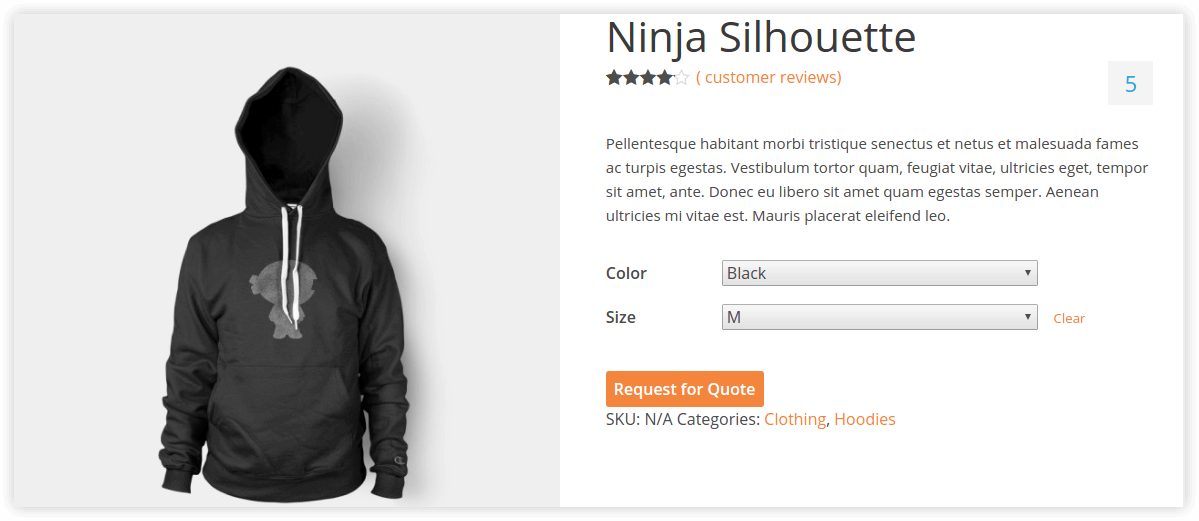 Ninja Silhouette
( customer reviews)
5
Pellentesque habitant morbi tristique senectus et netus et malesuada fames
ac turpis egestas. Vestibulum tortor quam, feugiat vitae, ultricies eget, tempor
sit amet, ante. Donec eu libero sit amet quam egestas semper. Aenean
ultricies mi vitae est. Mauris placerat eleifend leo.
Color Black
Size M Clear
Request for Quote
SKU: N/A Categories: Clothing, Hoodies